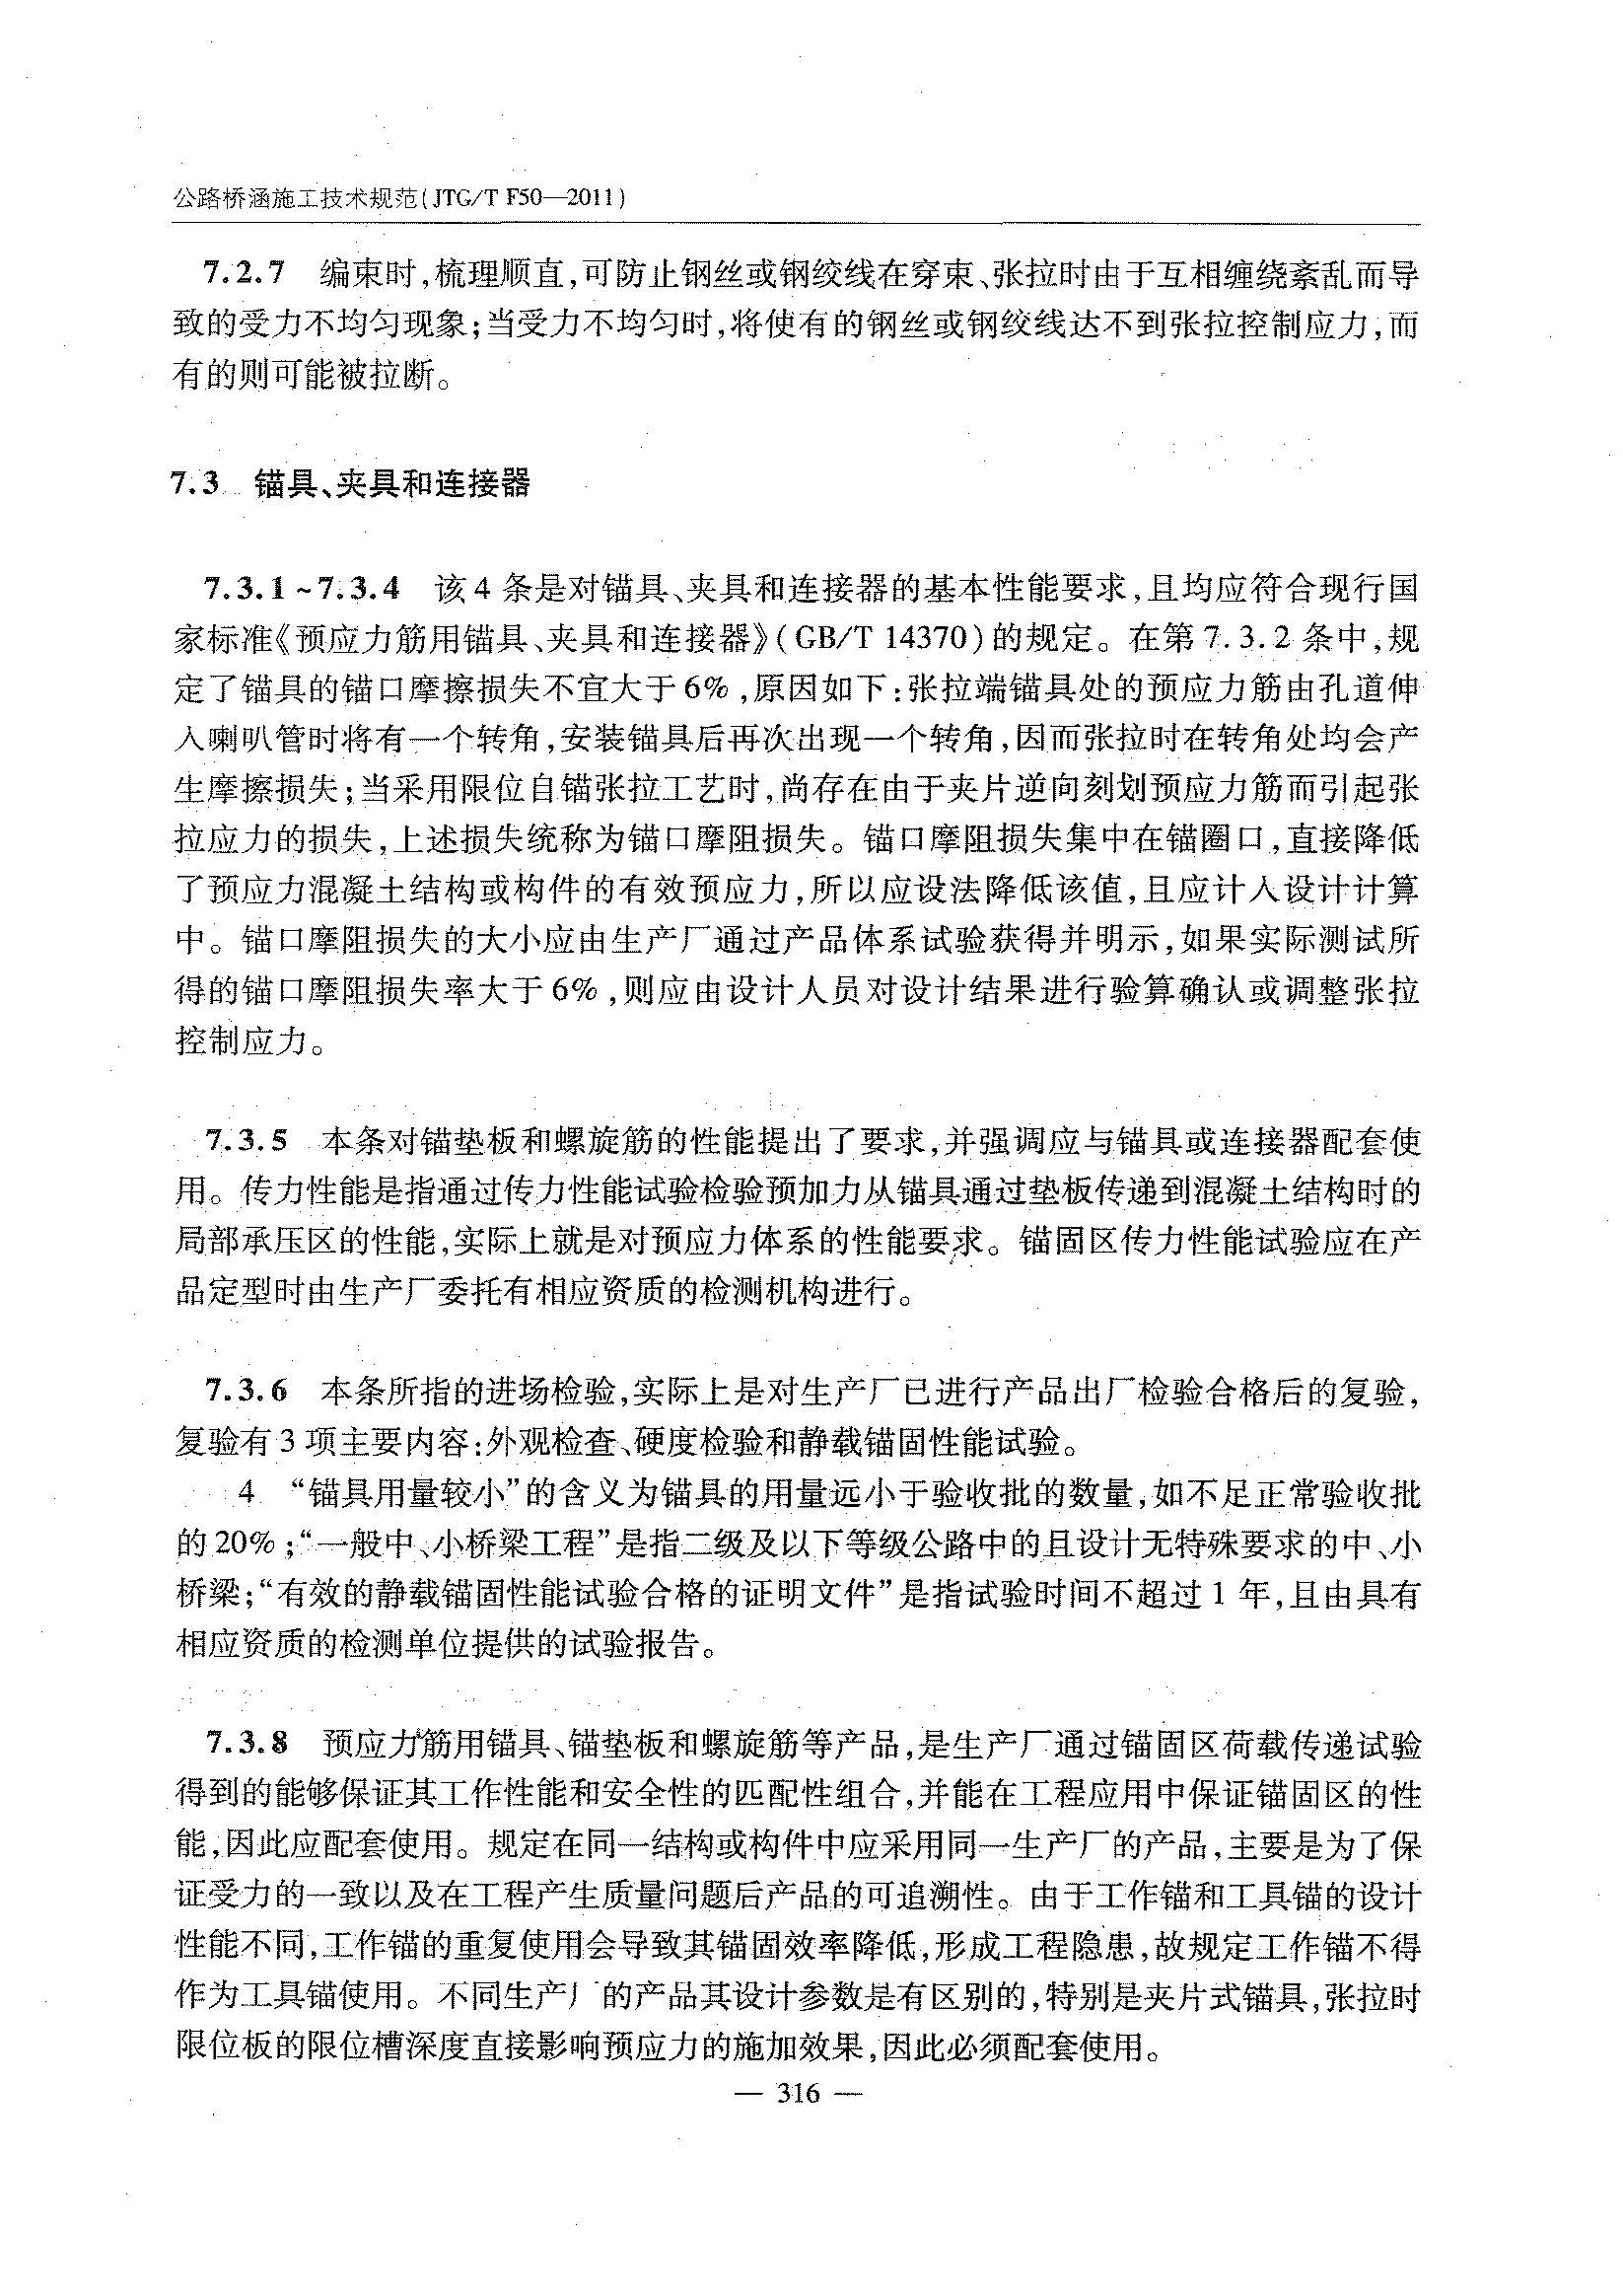 公路桥涵施工技术规范(JTG/T F50—2011)
7.2.7 编束时,梳理顺直,可防止钢丝或钢绞线在穿束、张拉时由于互相缠绕紊乱而导
致的受力不均匀现象;当受力不均匀时,将使有的钢丝或钢绞线达不到张拉控制应力,而
有的则可能被拉断。
7.3 锚具、夹具和连接器
7.3.1~7.3.4 该4条是对锚具、夹具和连接器的基本性能要求,且均应符合现行国
家标准《预应力筋用锚具、夹具和连接器》(GB/T 14370)的规定。在第7.3.2条中,规
定了锚具的锚口摩擦损失不宜大于6%,原因如下:张拉端锚具处的预应力筋由孔道伸
入喇叭管时将有一个转角,安装锚具后再次出现一个转角,因而张拉时在转角处均会产
生摩擦损失;当采用限位自锚张拉工艺时,尚存在由于夹片逆向刻划预应力筋而引起张
拉应力的损失,上述损失统称为锚口摩阻损失。锚口摩阻损失集中在锚圈口,直接降低
了预应力混凝土结构或构件的有效预应力,所以应设法降低该值,且应计入设计计算
中。锚口摩阻损失的大小应由生产厂通过产品体系试验获得并明示,如果实际测试所
得的锚口摩阻损失率大于6%,则应由设计人员对设计结果进行验算确认或调整张拉
控制应力。
7.3.5 本条对锚垫板和螺旋筋的性能提出了要求,并强调应与锚具或连接器配套使
用。传力性能是指通过传力性能试验检验预加力从锚具通过垫板传递到混凝土结构时的
局部承压区的性能,实际上就是对预应力体系的性能要求。锚固区传力性能试验应在产
品定型时由生产厂委托有相应资质的检测机构进行。
7.3.6 本条所指的进场检验,实际上是对生产厂已进行产品出厂检验合格后的复验,
复验有3项主要内容:外观检查、硬度检验和静载锚固性能试验。
4 “锚具用量较小”的含义为锚具的用量远小于验收批的数量,如不足正常验收批
的20%;“一般中、小桥梁工程”是指二级及以下等级公路中的且设计无特殊要求的中、小
桥梁;“有效的静载锚固性能试验合格的证明文件”是指试验时间不超过1年,且由具有
相应资质的检测单位提供的试验报告。
7.3.8 预应力筋用锚具、锚垫板和螺旋筋等产品,是生产厂通过锚固区荷载传递试验
得到的能够保证其工作性能和安全性的匹配性组合,并能在工程应用中保证锚固区的性
能,因此应配套使用。规定在同一结构或构件中应采用同一生产厂的产品,主要是为了保
证受力的一致以及在工程产生质量问题后产品的可追溯性。由于工作锚和工具锚的设计
性能不同,工作锚的重复使用会导致其锚固效率降低,形成工程隐患,故规定工作锚不得
作为工具锚使用。不同生产厂的产品其设计参数是有区别的,特别是夹片式锚具,张拉时
限位板的限位槽深度直接影响预应力的施加效果,因此必须配套使用。
— 316 —